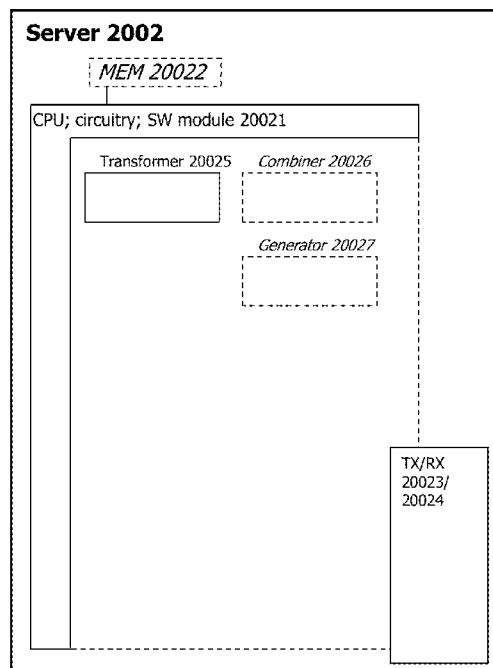 Server 2002
MEM 20022
CPU; circuitry; SW module 20021
Transformer 20025
Combiner 20026
Generator 20027
TX/RX
20023/
20024